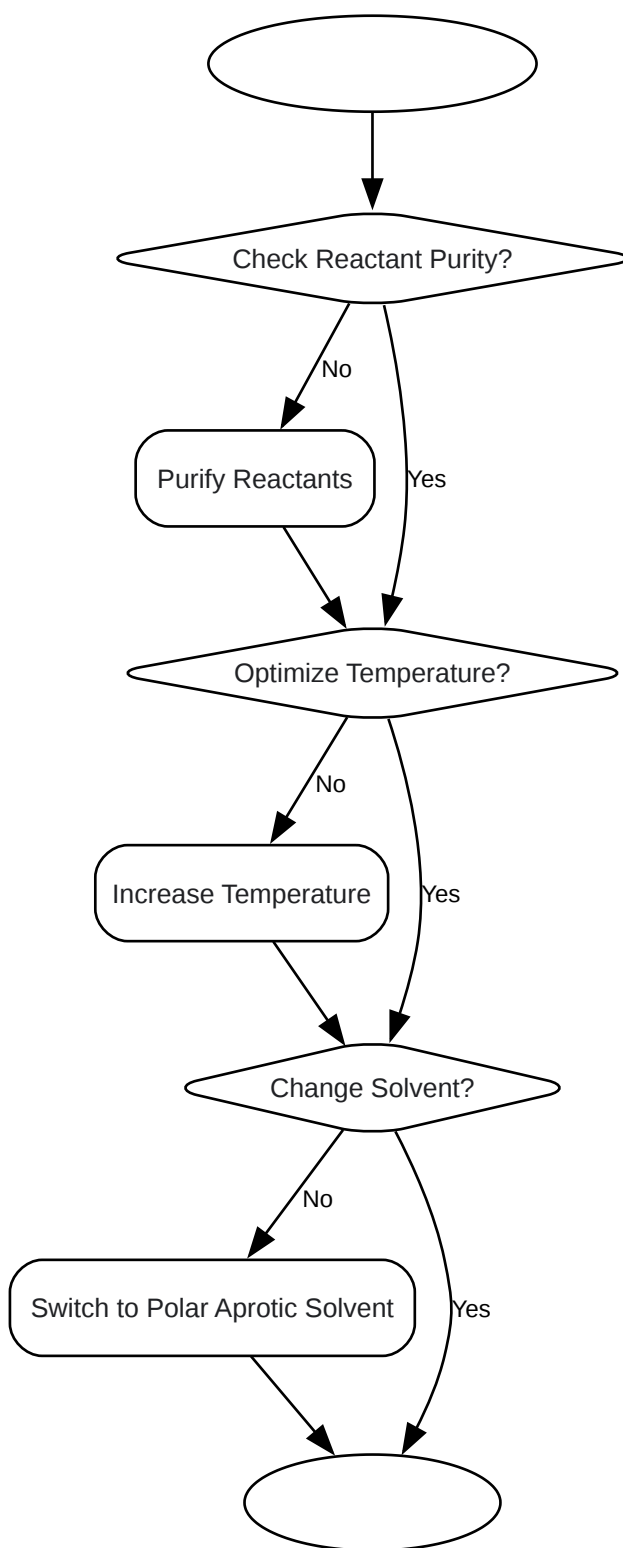 Check Reactant Purity?
No
Purify Reactants
Yes
Optimize Temperature?
No
Increase Temperature
Yes
Change Solvent?
No
Switch to Polar Aprotic Solvent
Yes